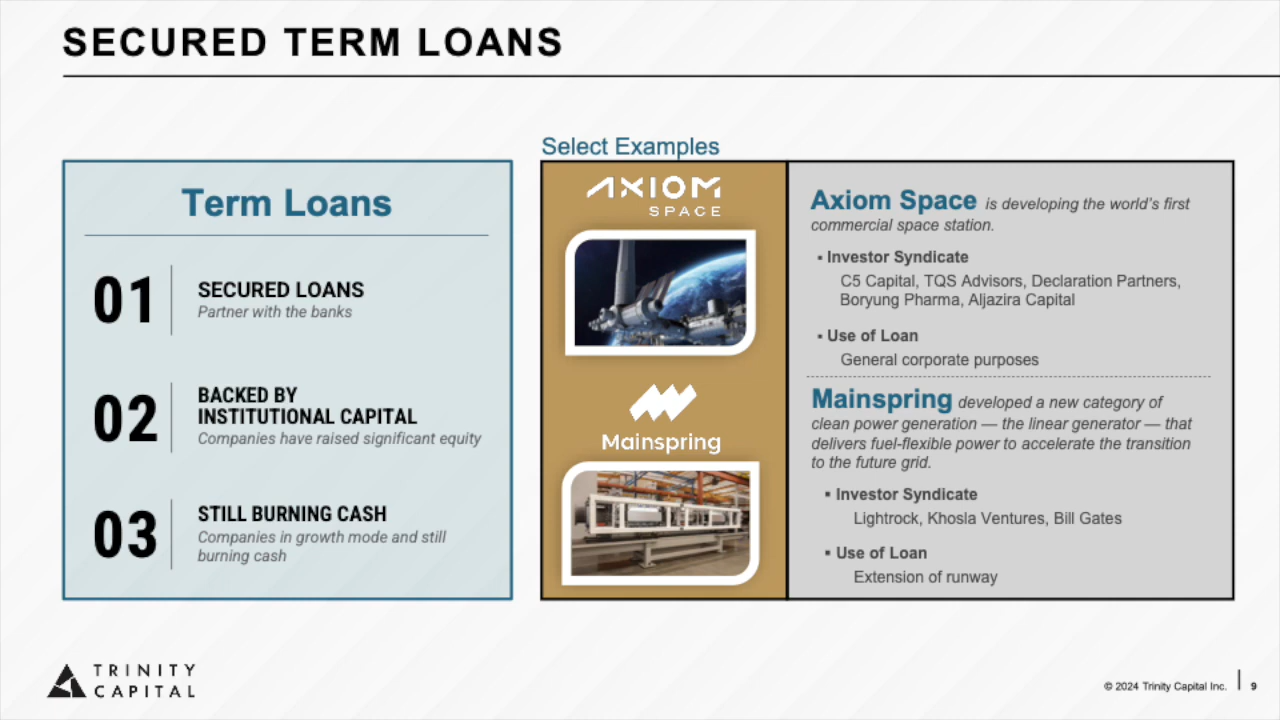 SECURED TERM LOANS
Term Loans
01
SECURED LOANS
Partner with the banks
02
BACKED BY
INSTITUTIONAL CAPITAL
Companies have raised significant equity
03
STILL BURNING CASH
Companies in growth mode and still
burning cash
Select Examples
AXIOM
SPACE
Mainspring
Axiom Space is developing the world's first
commercial space station.
▪ Investor Syndicate
C5 Capital, TQS Advisors, Declaration Partners,
Boryung Pharma, Aljazira Capital
▪ Use of Loan
General corporate purposes
Mainspring developed a new category of
clean power generation — the linear generator — that
delivers fuel-flexible power to accelerate the transition
to the future grid.
▪ Investor Syndicate
Lightrock, Khosla Ventures, Bill Gates
▪ Use of Loan
Extension of runway
TRINITY
CAPITAL
© 2024 Trinity Capital Inc.
9